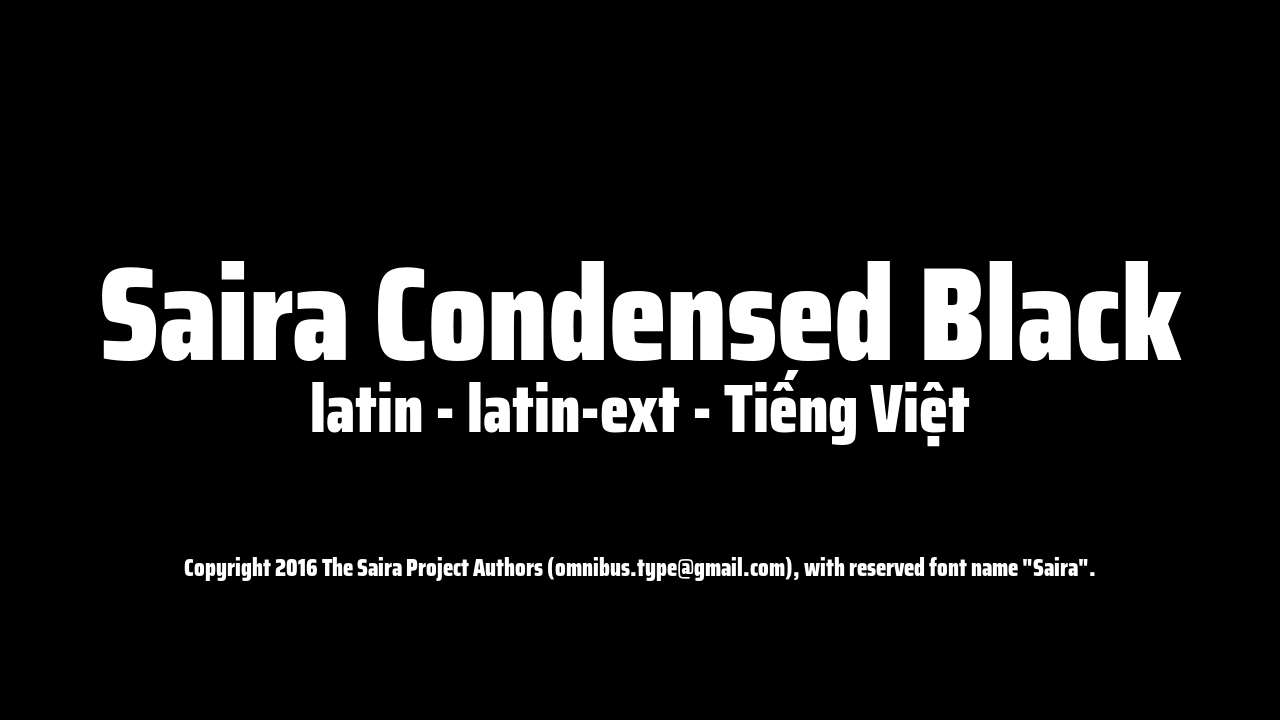 Saira Condensed Black
latin - latin-ext - Tiếng Việt
Copyright 2016 The Saira Project Authors (omnibus.type@gmail.com), with reserved font name "Saira".